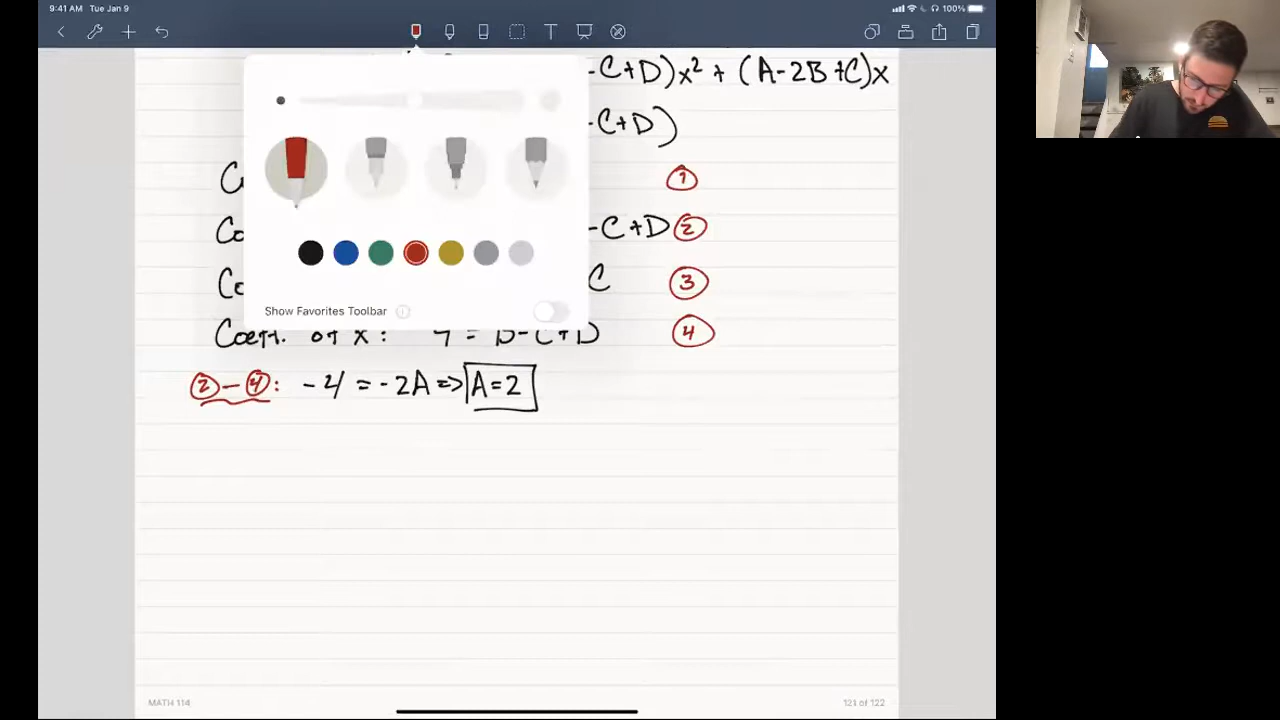 9:41 AM Tue Jan 9
100%
-C+D)x² + (A-2B+C)x
-C+D)
①
-C+D ②
C ③
Coeff. of x: 4 = B-C+D ④
②-④: -4 = -2A => A=2
Show Favorites Toolbar
MATH 114
121 of 122